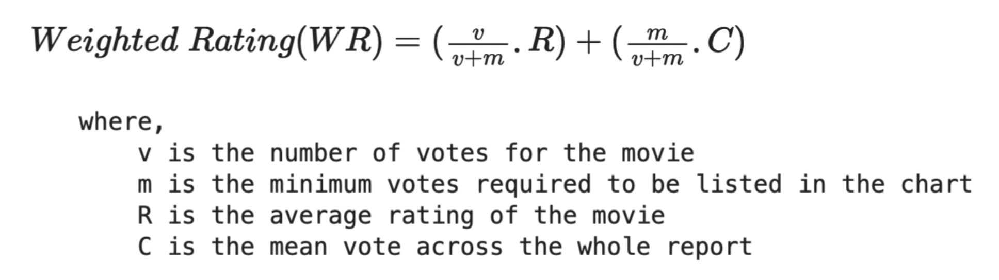 Weighted Rating(WR) = (v/v+m . R) + (m/v+m . C)
where,
v is the number of votes for the movie
m is the minimum votes required to be listed in the chart
R is the average rating of the movie
C is the mean vote across the whole report